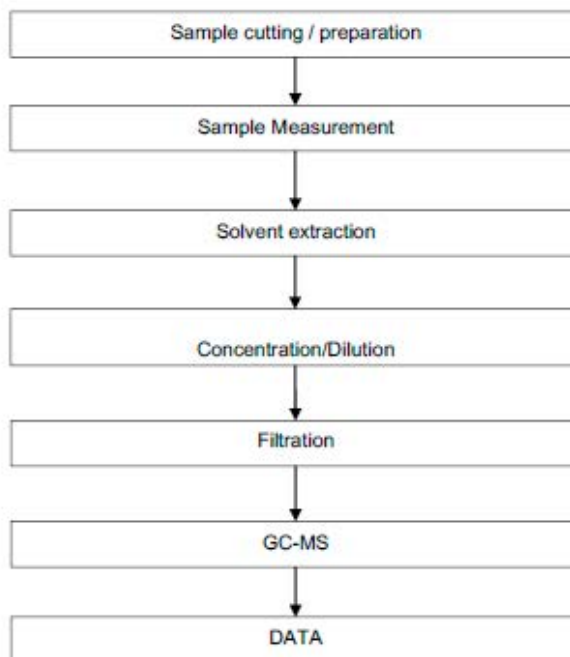 Sample cutting / preparation
Sample Measurement
Solvent extraction
Concentration/Dilution
Filtration
GC-MS
DATA